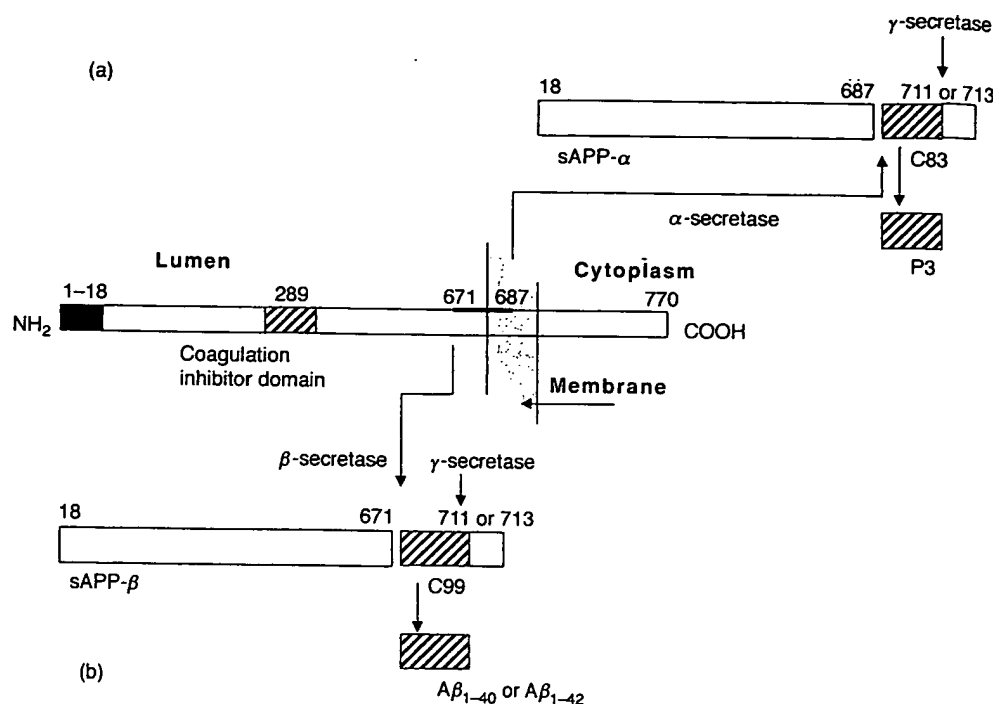 γ-secretase
(a)
18 687 711 or 713
sAPP-α C83
α-secretase
P3
Lumen Cytoplasm
1–18 289 671 687 770
NH₂ COOH
Coagulation
inhibitor domain
Membrane
β-secretase γ-secretase
18 671 711 or 713
sAPP-β C99
(b)
Aβ₁₋₄₀ or Aβ₁₋₄₂